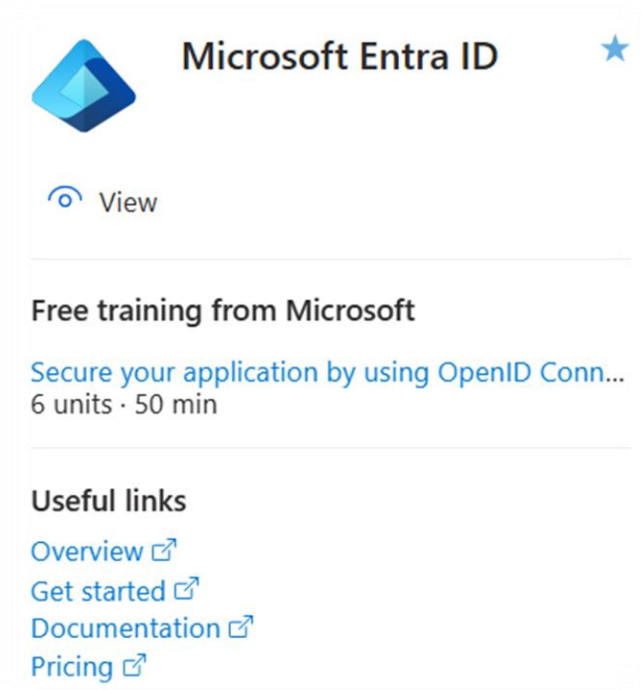 Microsoft Entra ID
View
Free training from Microsoft
Secure your application by using OpenID Conn...
6 units · 50 min
Useful links
Overview
Get started
Documentation
Pricing